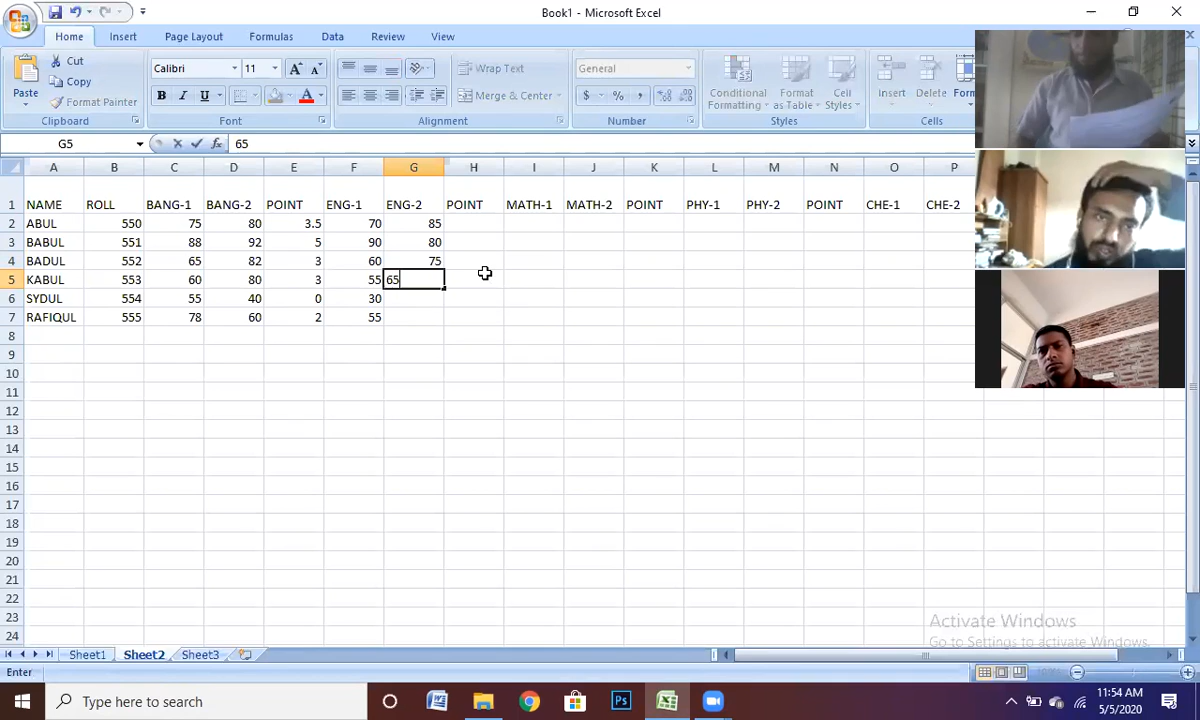 Book1 - Microsoft Excel
Home Insert Page Layout Formulas Data Review View
Paste Cut Copy Format Painter Clipboard
Calibri 11 A A B I U A Font
Wrap Text Merge & Center Alignment
General $ % , Number
Conditional Formatting Format as Table Cell Styles Styles
Insert Delete Form Cells
G5 fx 65
A B C D E F G H I J K L M N O P
1 NAME ROLL BANG-1 BANG-2 POINT ENG-1 ENG-2 POINT MATH-1 MATH-2 POINT PHY-1 PHY-2 POINT CHE-1 CHE-2
2 ABUL 550 75 80 3.5 70 85
3 BABUL 551 88 92 5 90 80
4 BADUL 552 65 82 3 60 75
5 KABUL 553 60 80 3 55 65
6 SYDUL 554 55 40 0 30
7 RAFIQUL 555 78 60 2 55
8
9
10
11
12
13
14
15
16
17
18
19
20
21
22
23
24
Activate Windows
Go to Settings to activate Windows.
Sheet1 Sheet2 Sheet3
Enter
Type here to search
11:54 AM
5/5/2020